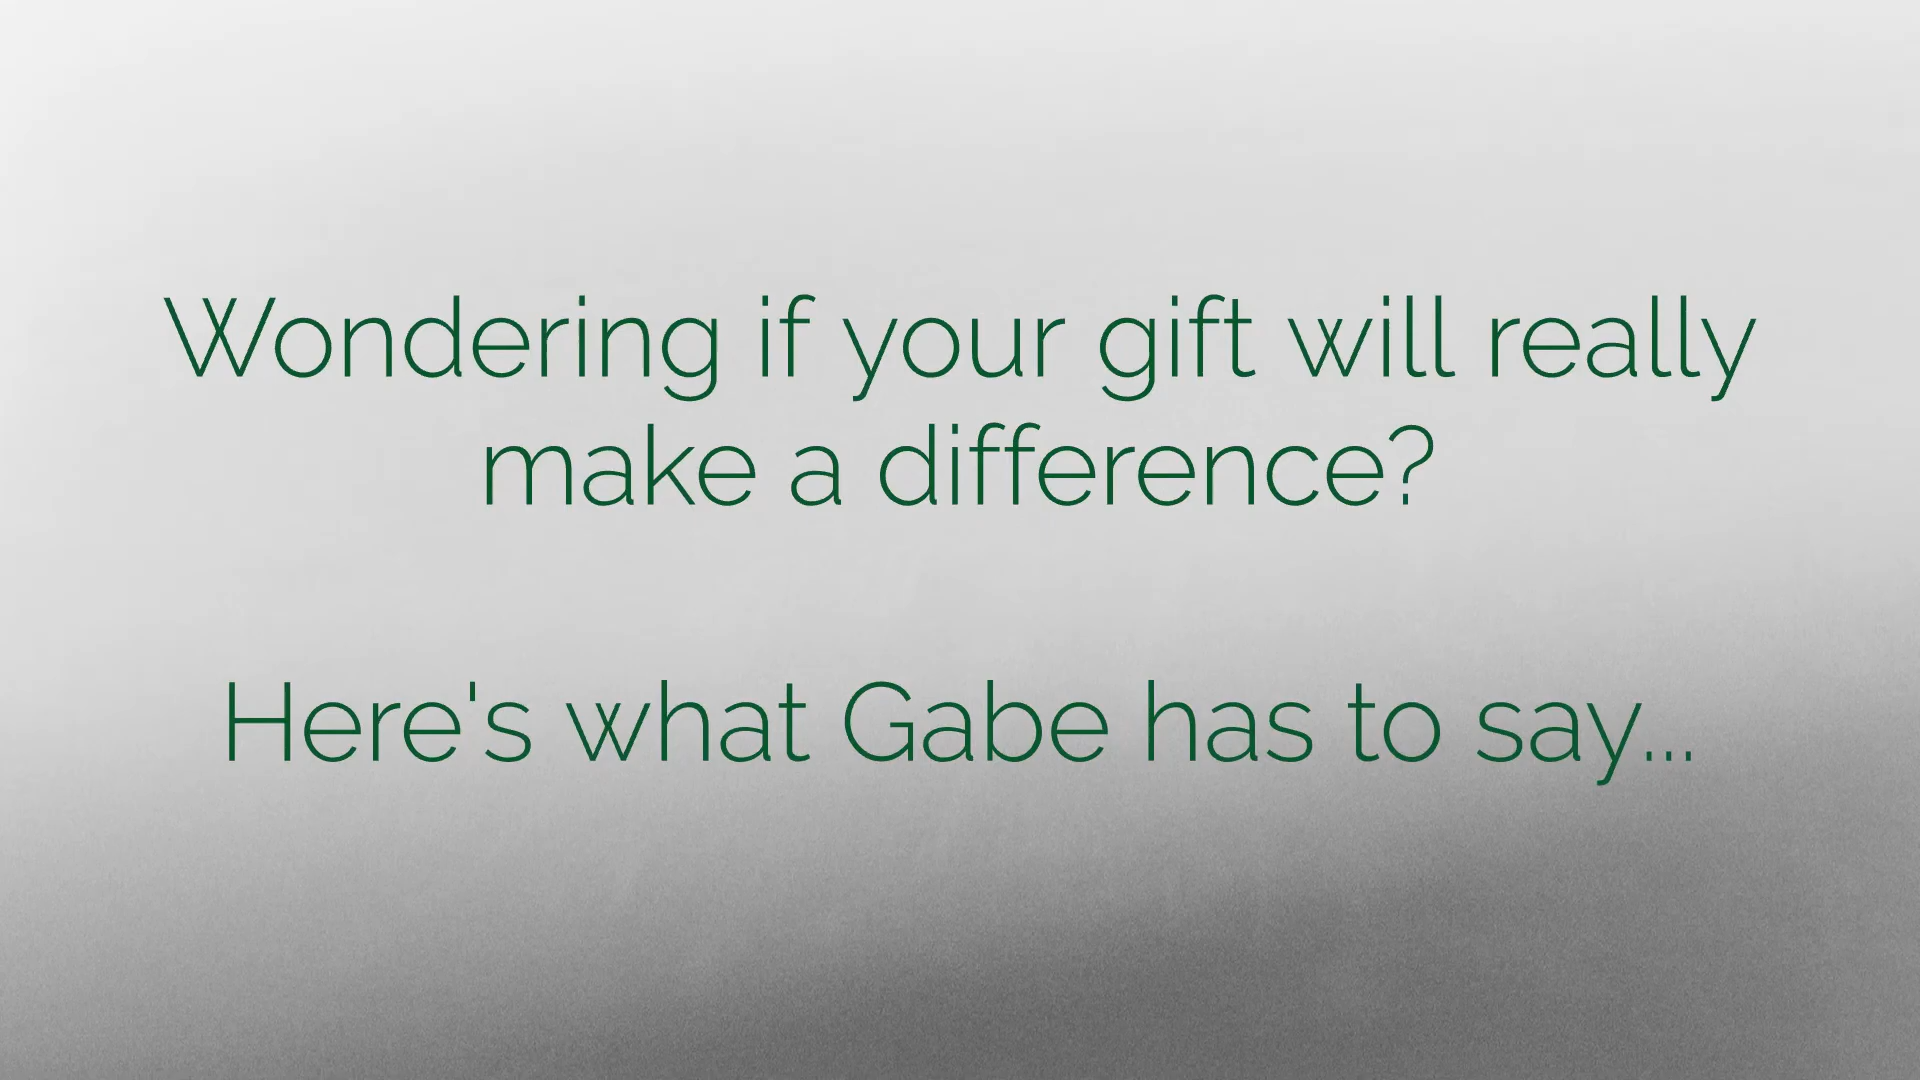 Wondering if your gift will really
make a difference?
Here's what Gabe has to say...